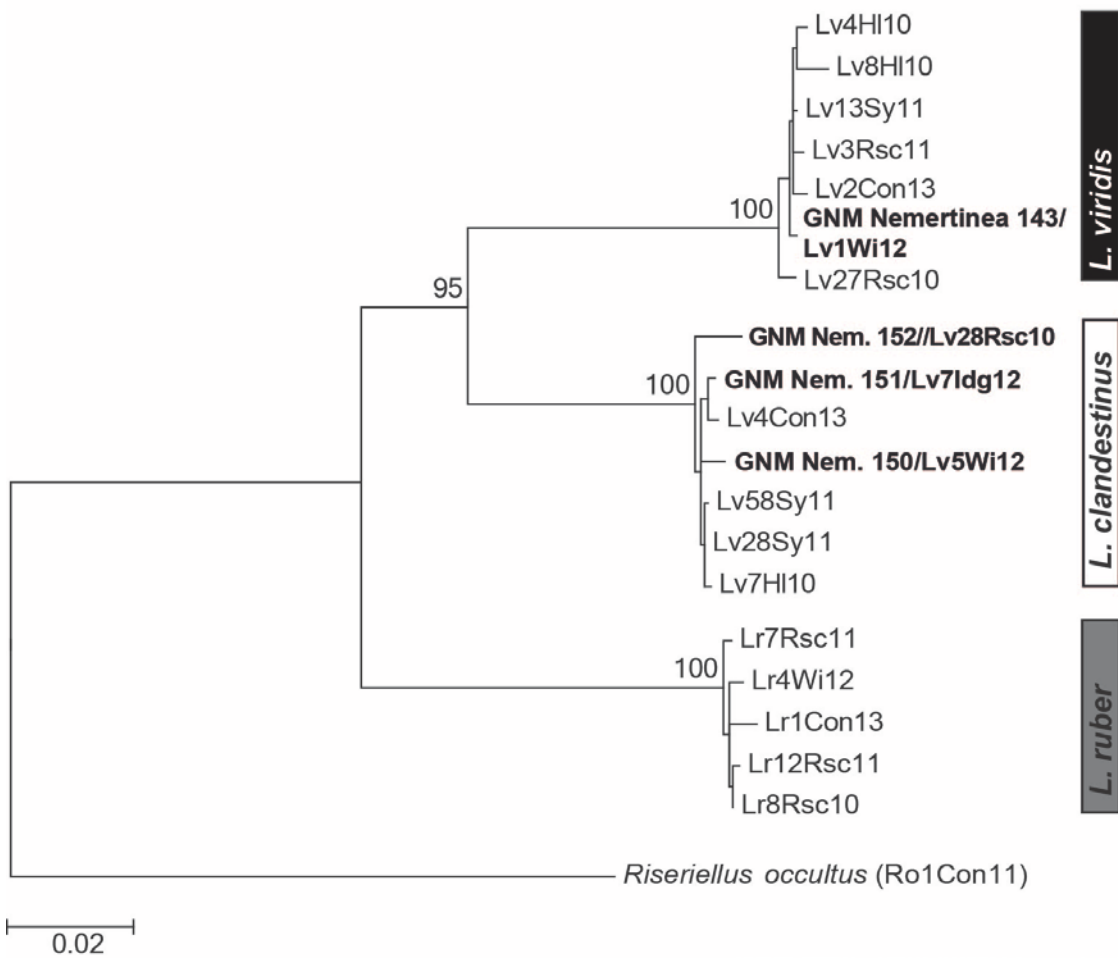 Lv4Hl10
Lv8Hl10
Lv13Sy11
Lv3Rsc11
Lv2Con13
100
GNM Nemertinea 143/
Lv1Wi12
Lv27Rsc10
L. viridis
95
GNM Nem. 152//Lv28Rsc10
100
GNM Nem. 151/Lv7Idg12
Lv4Con13
GNM Nem. 150/Lv5Wi12
Lv58Sy11
Lv28Sy11
Lv7Hl10
L. clandestinus
Lr7Rsc11
100
Lr4Wi12
Lr1Con13
Lr12Rsc11
Lr8Rsc10
L. ruber
Riseriellus occultus (Ro1Con11)
0.02